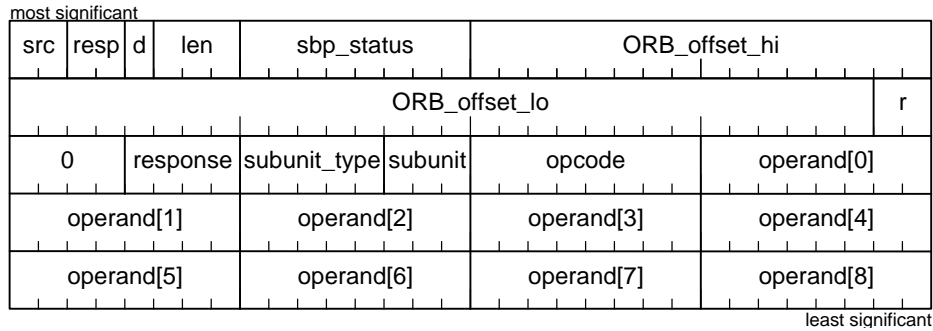 most significant
src resp d len sbp_status ORB_offset_hi
ORB_offset_lo r
0 response subunit_type subunit opcode operand[0]
operand[1] operand[2] operand[3] operand[4]
operand[5] operand[6] operand[7] operand[8]
least significant